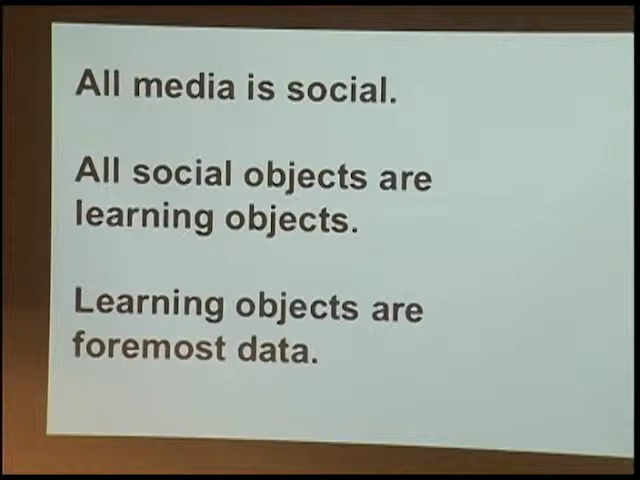 All media is social.
All social objects are
learning objects.
Learning objects are
foremost data.